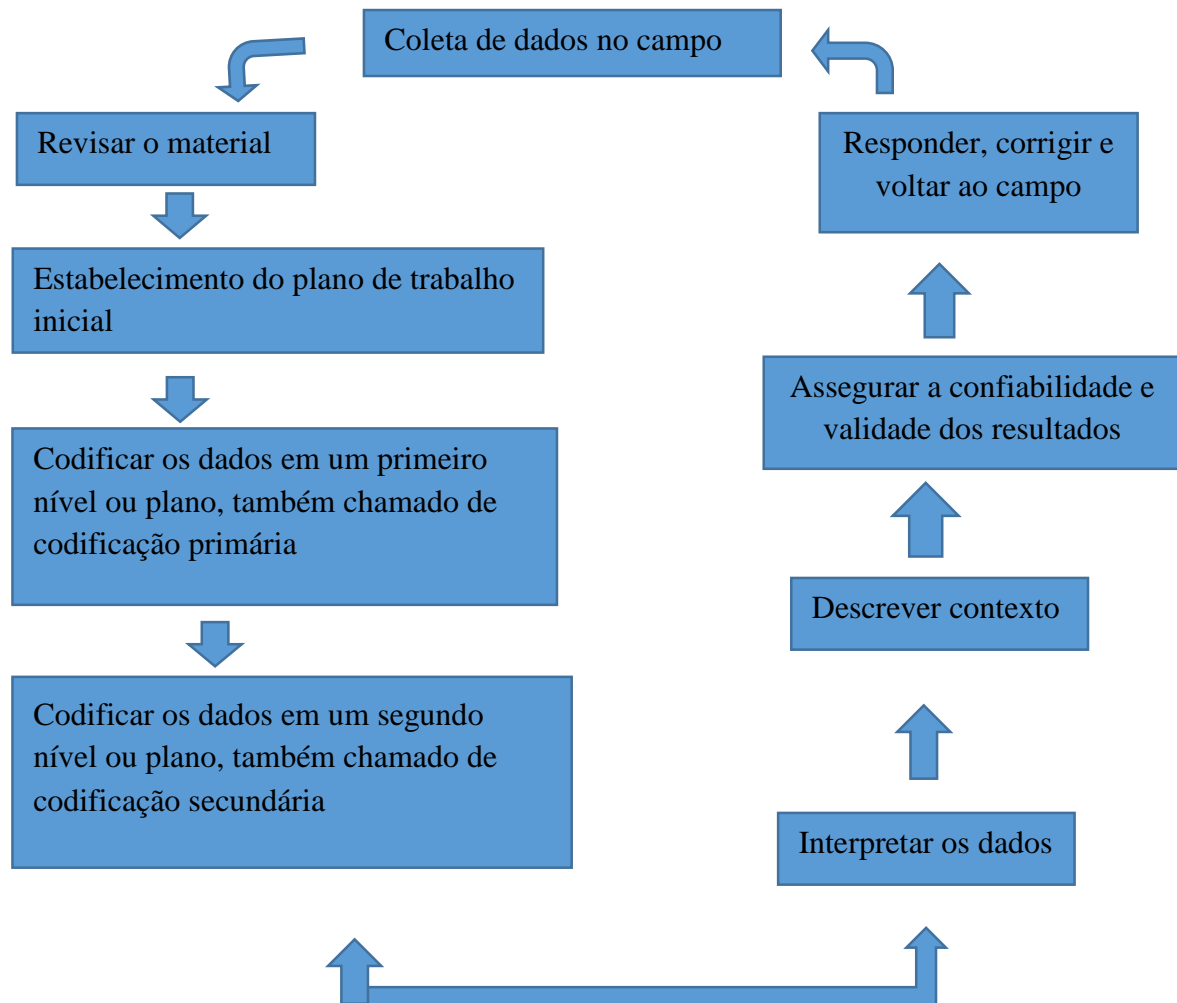 Coleta de dados no campo
Revisar o material
Estabelecimento do plano de trabalho
inicial
Codificar os dados em um primeiro
nível ou plano, também chamado de
codificação primária
Codificar os dados em um segundo
nível ou plano, também chamado de
codificação secundária
Interpretar os dados
Descrever contexto
Assegurar a confiabilidade e
validade dos resultados
Responder, corrigir e
voltar ao campo